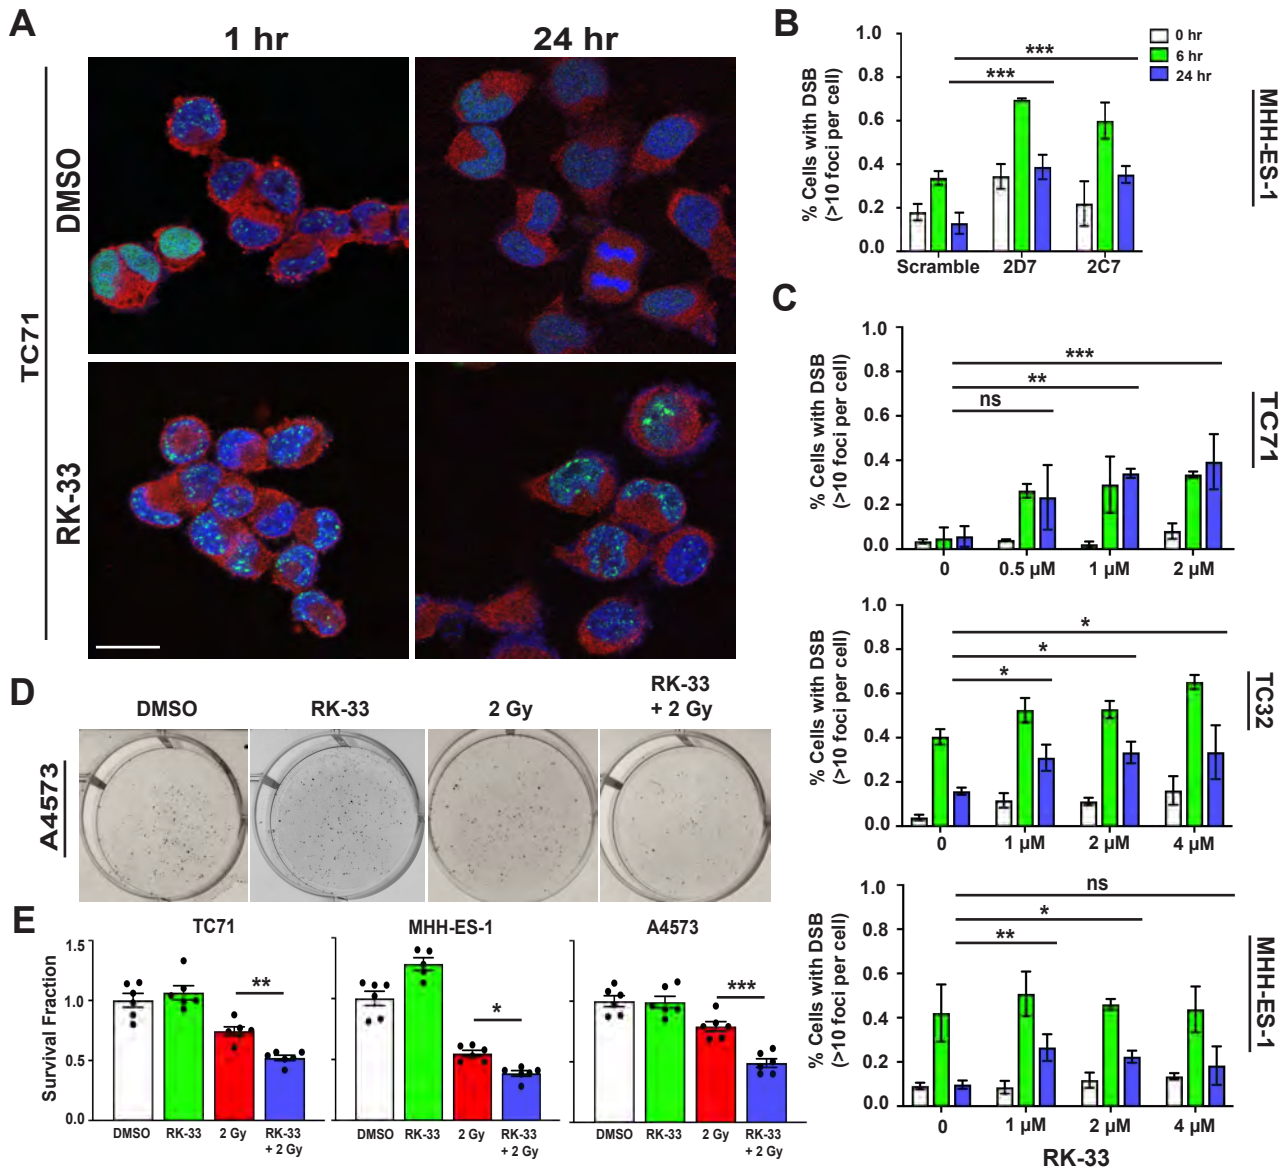 A
1 hr
24 hr
TC71
DMSO
RK-33
B
0 hr
6 hr
24 hr
% Cells with DSB
(>10 foci per cell)
1.0
0.8
0.6
0.4
0.2
0.0
***
***
Scramble
2D7
2C7
MHH-ES-1
C
% Cells with DSB
(>10 foci per cell)
1.0
0.8
0.6
0.4
0.2
0.0
***
**
ns
0
0.5 µM
1 µM
2 µM
TC71
% Cells with DSB
(>10 foci per cell)
1.0
0.8
0.6
0.4
0.2
0.0
*
*
*
0
1 µM
2 µM
4 µM
TC32
% Cells with DSB
(>10 foci per cell)
1.0
0.8
0.6
0.4
0.2
0.0
ns
*
**
0
1 µM
2 µM
4 µM
RK-33
MHH-ES-1
D
DMSO
RK-33
2 Gy
RK-33
+ 2 Gy
A4573
E
TC71
MHH-ES-1
A4573
Survival Fraction
1.5
1.0
0.5
0.0
**
*
***
DMSO
RK-33
2 Gy
RK-33
+ 2 Gy
DMSO
RK-33
2 Gy
RK-33
+ 2 Gy
DMSO
RK-33
2 Gy
RK-33
+ 2 Gy